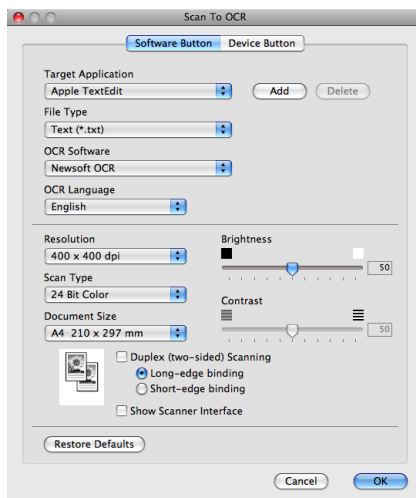 Scan To OCR
Software Button Device Button
Target Application
Apple TextEdit Add Delete
File Type
Text (*.txt)
OCR Software
Newsoft OCR
OCR Language
English
Resolution Brightness
400 x 400 dpi 50
Scan Type
24 Bit Color Contrast
Document Size 50
A4 210 x 297 mm
Duplex (two-sided) Scanning
Long-edge binding
Short-edge binding
Show Scanner Interface
Restore Defaults
Cancel OK